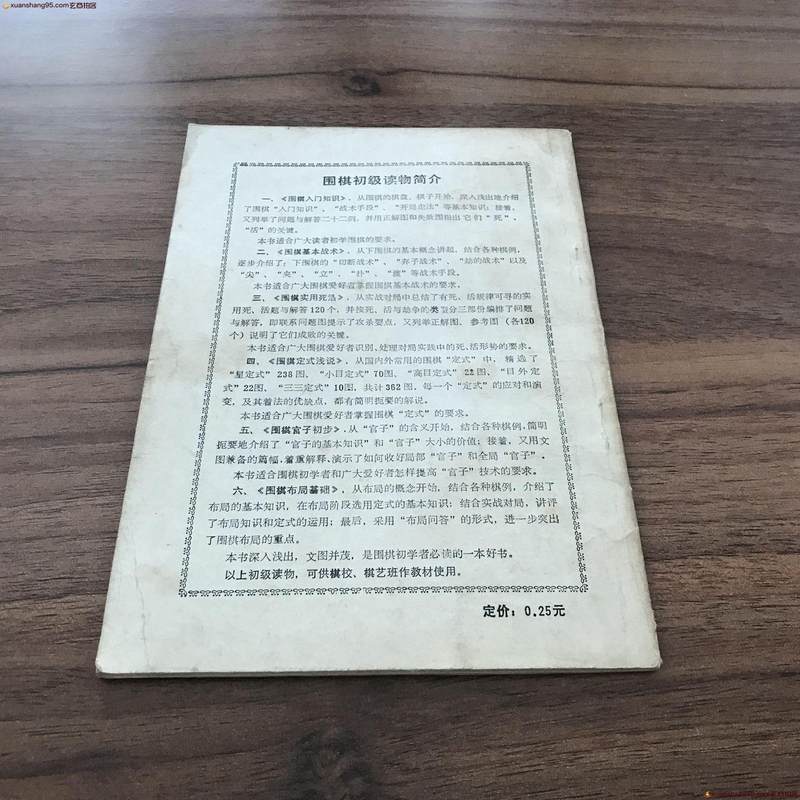 xuanshang95.com玄酉拍卖
围棋初级读物简介
一、《围棋入门知识》，从围棋的棋盘、棋子开始，深入浅出地介绍
了围棋“入门知识”、“战术手段”、“开局走法”等基本知识；接着，
又列举了问题与解答二十二例，并用正解图和失败图指出它们“死”、
“活”的关键。
本书适合广大读者初学围棋的要求。
二、《围棋基本战术》，从下围棋的基本概念讲起，结合各种棋例，
逐步介绍了：下围棋的“切断战术”、“弃子战术”、“劫的战术”以及
“尖”、“夹”、“立”、“扑”、“拔”等战术手段。
本书适合广大围棋爱好者掌握围棋基本战术的要求。
三、《围棋实用死活》，从实战对局中总结了有死、活规律可寻的实
用死、活题与解答120个，并按死、活与劫争的类型分三部份编排了问题
与解答，即联系问题图提示了攻杀要点，又列举正解图、参考图（各120
个）说明了它们成败的关键。
本书适合广大围棋爱好者识别、处理对局实践中的死、活形势的要求。
四、《围棋定式浅说》，从国内外常用的围棋“定式”中，精选了
“星定式”238图、“小目定式”70图、“高目定式”22图、“目外定
式”22图、“三三定式”10图，共计362图，每一个“定式”的应对和演
变，及其着法的优缺点，都有简明扼要的解说。
本书适合广大围棋爱好者掌握围棋“定式”的要求。
五、《围棋官子初步》，从“官子”的含义开始，结合各种棋例，简明
扼要地介绍了“官子的基本知识”和“官子”大小的价值；接着，又用文
图兼备的篇幅，着重解释、演示了如何收好局部“官子”和全局“官子”。
本书适合围棋初学者和广大爱好者怎样提高“官子”技术的要求。
六、《围棋布局基础》，从布局的概念开始，结合各种棋例，介绍了
布局的基本知识，在布局阶段选用定式的基本知识；结合实战对局，讲评
了布局知识和定式的运用；最后，采用“布局问答”的形式，进一步突出
了围棋布局的重点。
本书深入浅出，文图并茂，是围棋初学者必读的一本好书。
以上初级读物，可供棋校、棋艺班作教材使用。
定价：0.25元